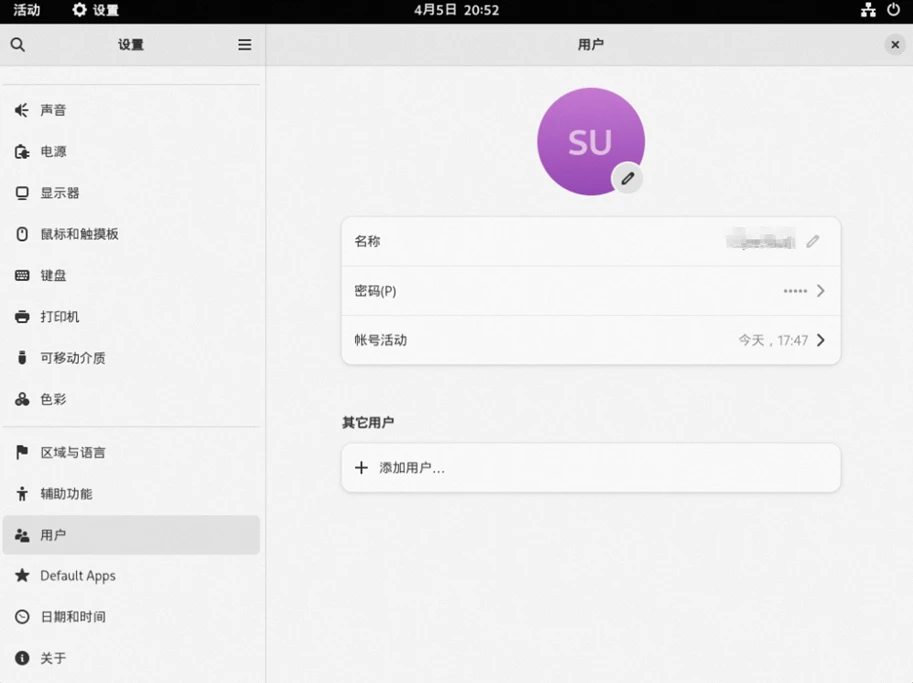 活动 设置 4月5日 20:52
设置 用户
声音
电源
显示器
鼠标和触摸板
键盘
打印机
可移动介质
色彩
区域与语言
辅助功能
用户
Default Apps
日期和时间
关于
SU
名称
密码(P) •••••
帐号活动 今天，17:47
其它用户
添加用户…